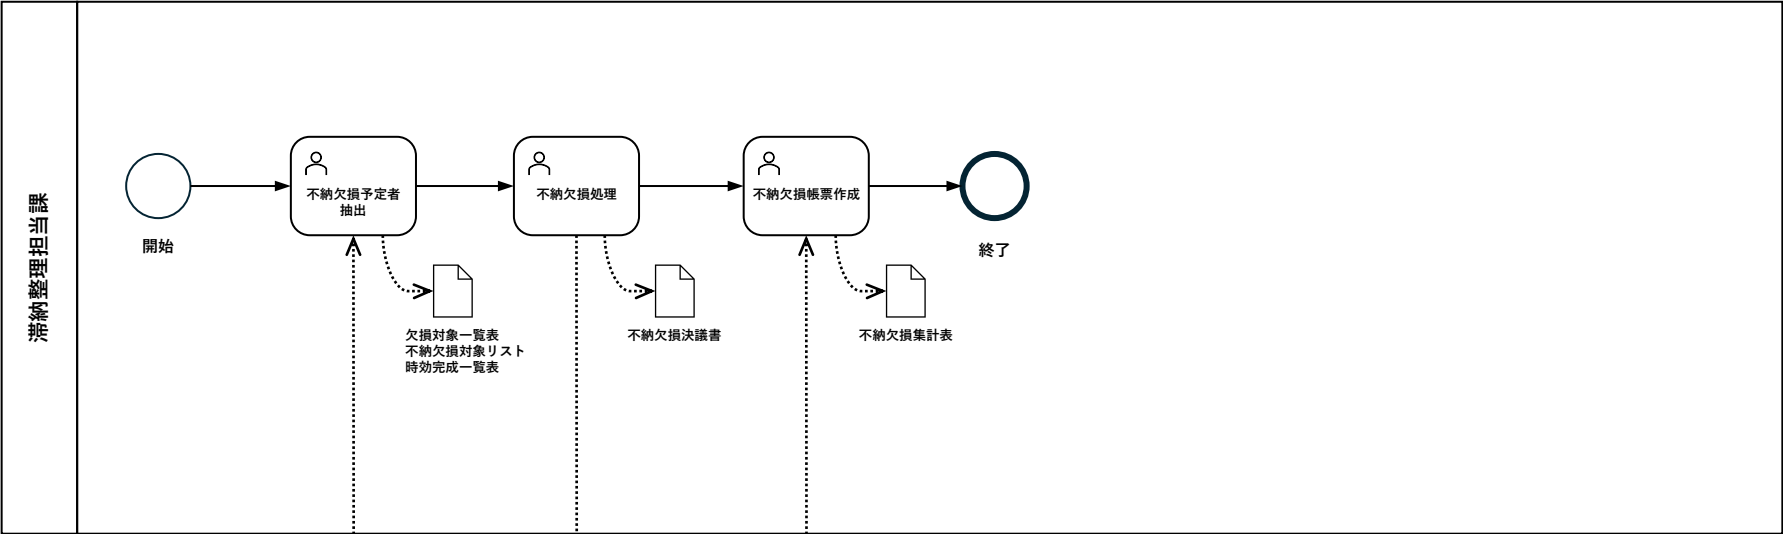 滞納整理担当課
開始
不納欠損予定者
抽出
不納欠損処理
不納欠損帳票作成
終了
欠損対象一覧表
不納欠損対象リスト
時効完成一覧表
不納欠損決議書
不納欠損集計表